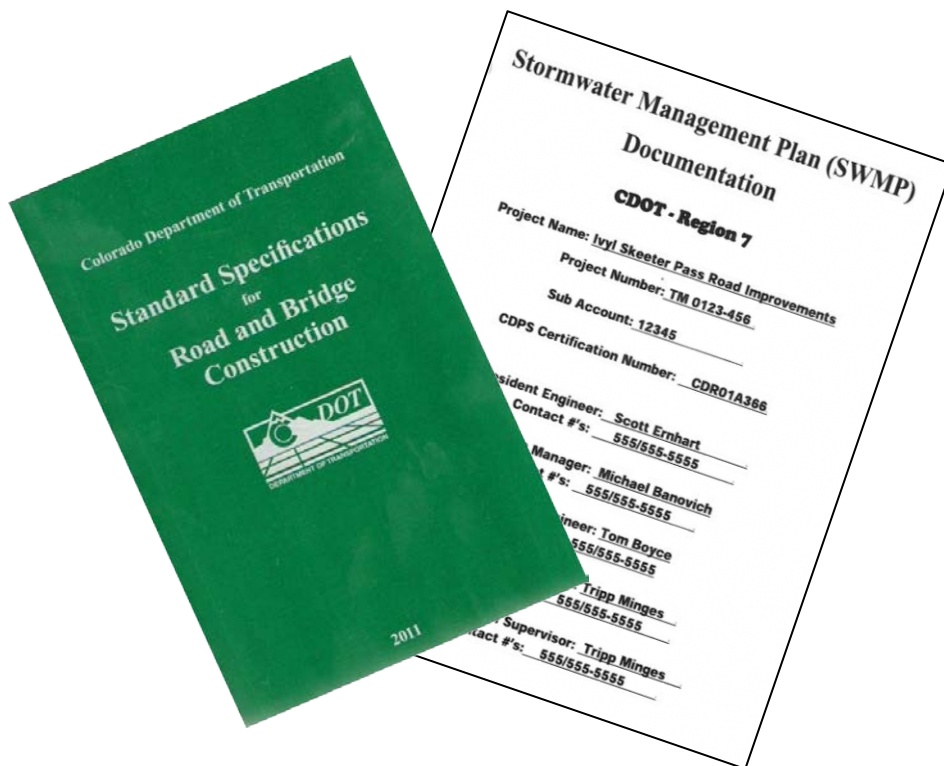 Colorado Department of Transportation
Standard Specifications
for
Road and Bridge
Construction
DOT
DEPARTMENT OF TRANSPORTATION
2011
Stormwater Management Plan (SWMP)
Documentation
CDOT - Region 7
Project Name: Ivyl Skeeter Pass Road Improvements
Project Number: TM 0123-456
Sub Account: 12345
CDPS Certification Number: CDR01A366
sident Engineer: Scott Ernhart
Contact #'s: 555/555-5555
Manager: Michael Banovich
t #'s: 555/555-5555
ineer: Tom Boyce
555/555-5555
Tripp Minges
555/555-5555
Supervisor: Tripp Minges
ntact #'s: 555/555-5555